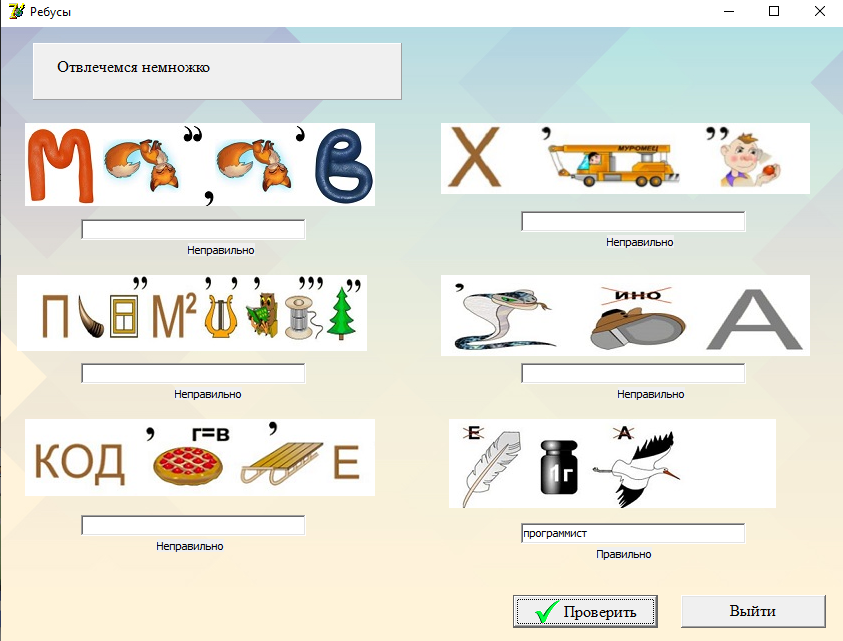 Ребусы
Отвлечемся немножко
М ,, , ’ В
Х ’ МУРОМЕЦ ’’
Неправильно
Неправильно
П ’’ М² ’ ’ ’ ’’’ ’’
’ ИНО А
Неправильно
Неправильно
КОД ’ г=в ’ Е
Е 1г А
программист
Неправильно
Правильно
Проверить Выйти